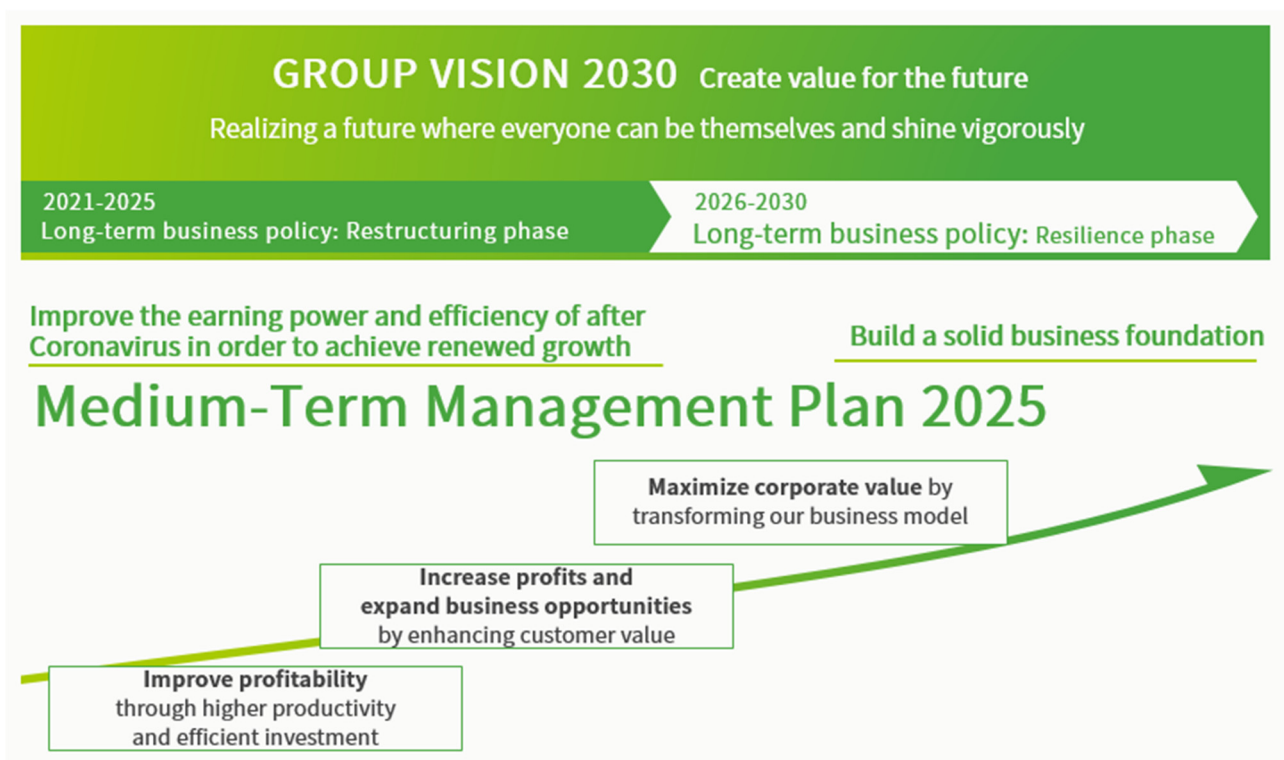 GROUP VISION 2030 Create value for the future
Realizing a future where everyone can be themselves and shine vigorously
2021-2025
Long-term business policy: Restructuring phase
2026-2030
Long-term business policy: Resilience phase
Improve the earning power and efficiency of after
Coronavirus in order to achieve renewed growth
Build a solid business foundation
Medium-Term Management Plan 2025
Maximize corporate value by
transforming our business model
Increase profits and
expand business opportunities
by enhancing customer value
Improve profitability
through higher productivity
and efficient investment